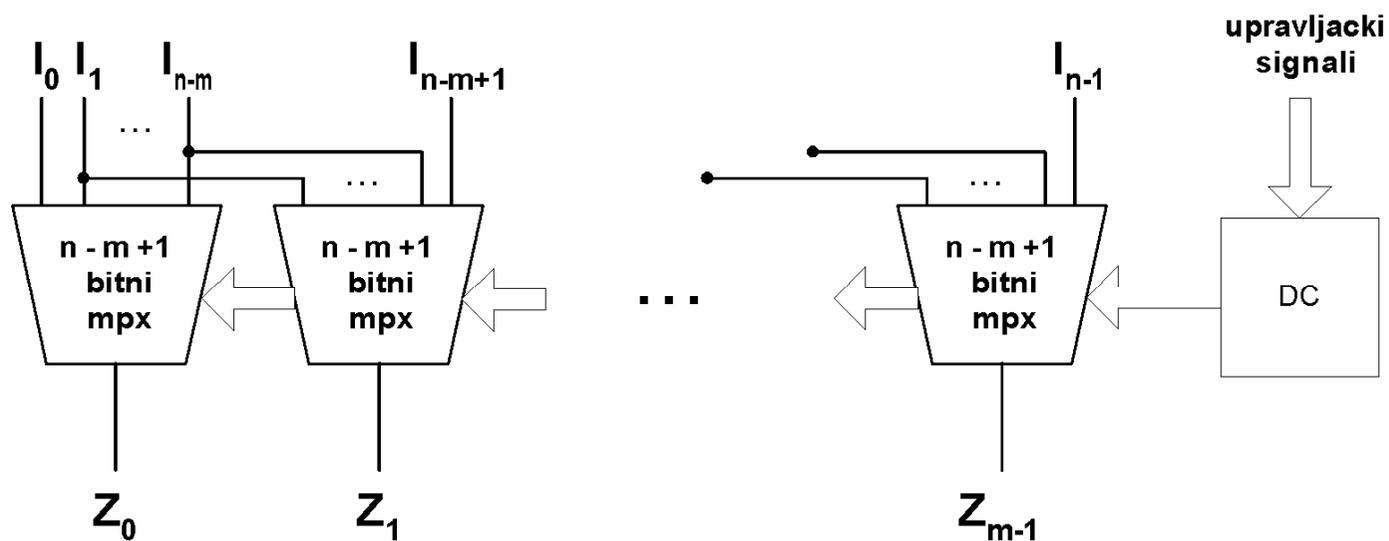 upravljacki
signali
I0 I1 In-m In-m+1 In-1
...
... ...
n - m +1 n - m +1 n - m +1
bitni bitni bitni
mpx mpx mpx
... DC
Z0 Z1 Zm-1